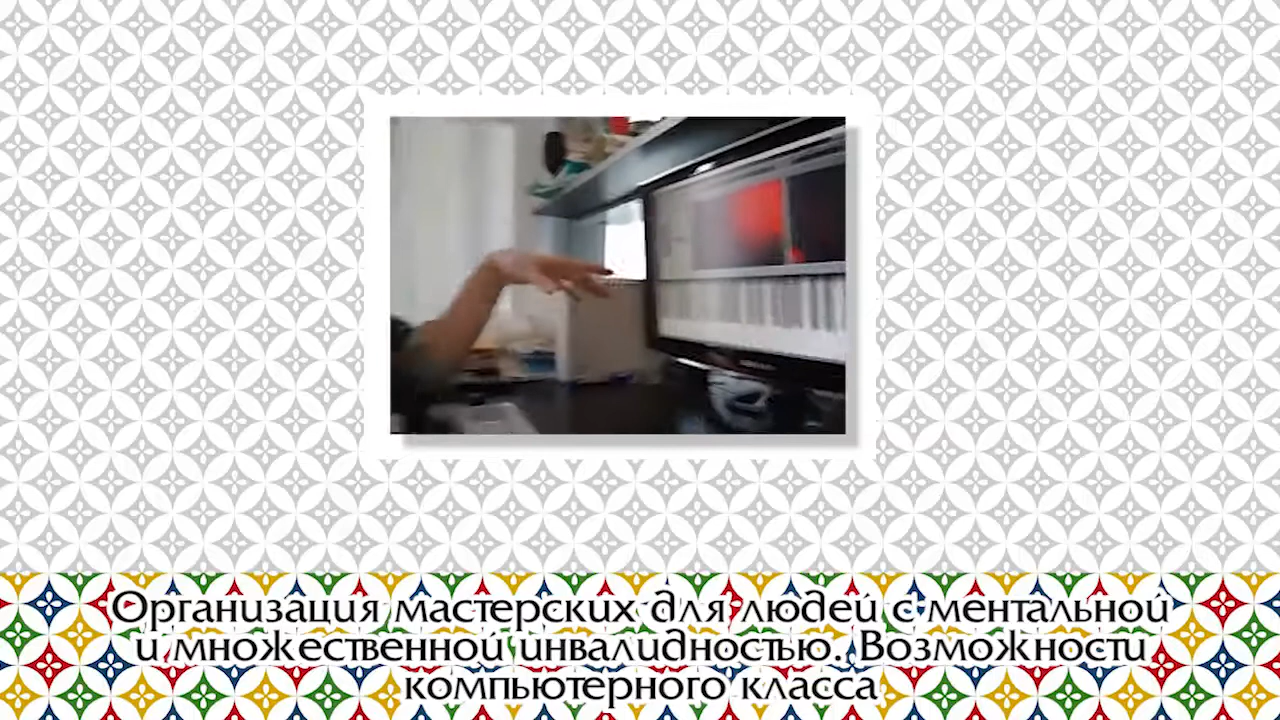 Организация мастерских для людей с ментальной
и множественной инвалидностью. Возможности
компьютерного класса